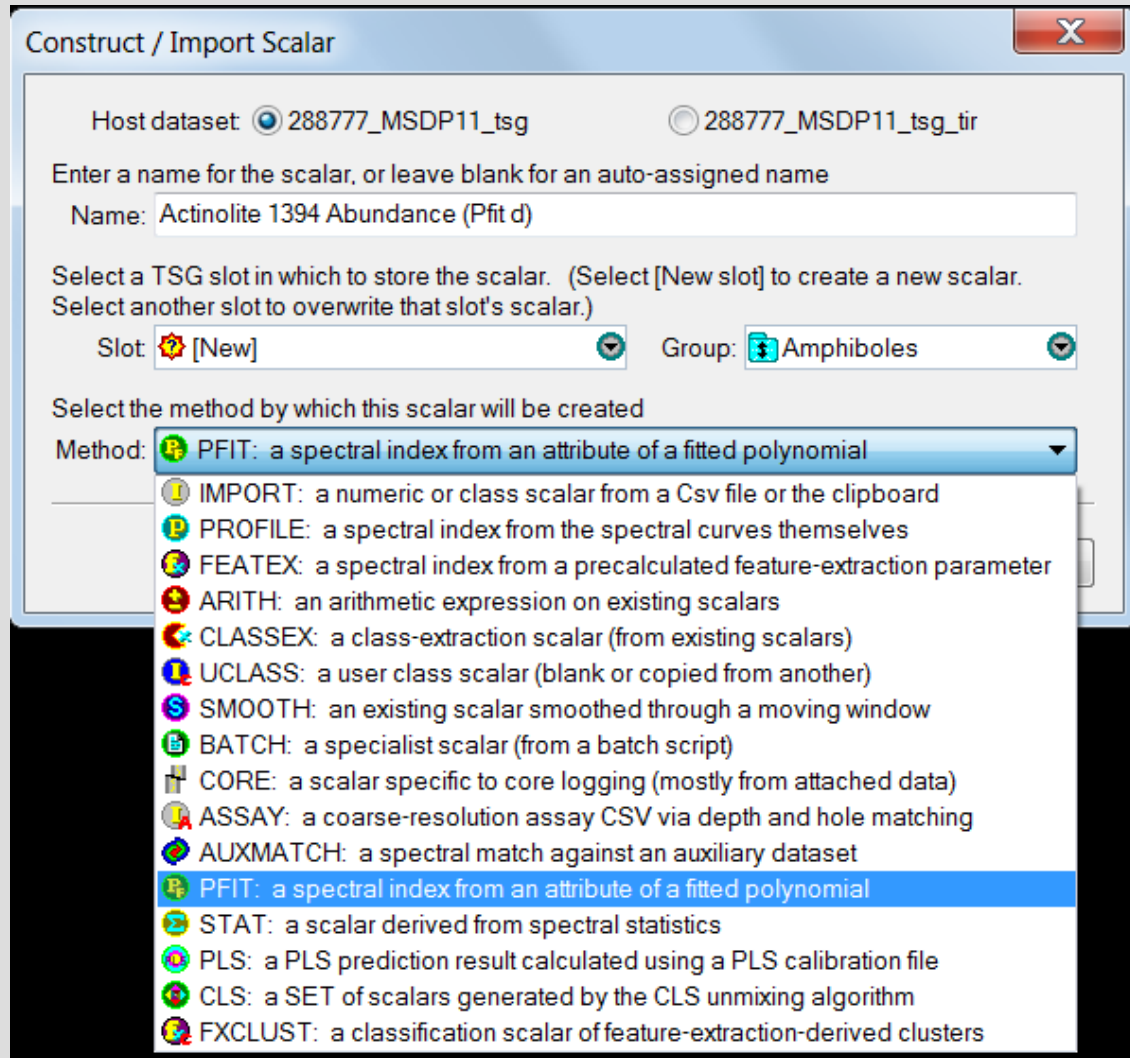 Construct / Import Scalar
Host dataset: 288777_MSDP11_tsg 288777_MSDP11_tsg_tir
Enter a name for the scalar, or leave blank for an auto-assigned name
Name: Actinolite 1394 Abundance (Pfit d)
Select a TSG slot in which to store the scalar. (Select [New slot] to create a new scalar.
Select another slot to overwrite that slot's scalar.)
Slot: [New] Group: Amphiboles
Select the method by which this scalar will be created
Method: PFIT: a spectral index from an attribute of a fitted polynomial
IMPORT: a numeric or class scalar from a Csv file or the clipboard
PROFILE: a spectral index from the spectral curves themselves
FEATEX: a spectral index from a precalculated feature-extraction parameter
ARITH: an arithmetic expression on existing scalars
CLASSEX: a class-extraction scalar (from existing scalars)
UCLASS: a user class scalar (blank or copied from another)
SMOOTH: an existing scalar smoothed through a moving window
BATCH: a specialist scalar (from a batch script)
CORE: a scalar specific to core logging (mostly from attached data)
ASSAY: a coarse-resolution assay CSV via depth and hole matching
AUXMATCH: a spectral match against an auxiliary dataset
PFIT: a spectral index from an attribute of a fitted polynomial
STAT: a scalar derived from spectral statistics
PLS: a PLS prediction result calculated using a PLS calibration file
CLS: a SET of scalars generated by the CLS unmixing algorithm
FXCLUST: a classification scalar of feature-extraction-derived clusters